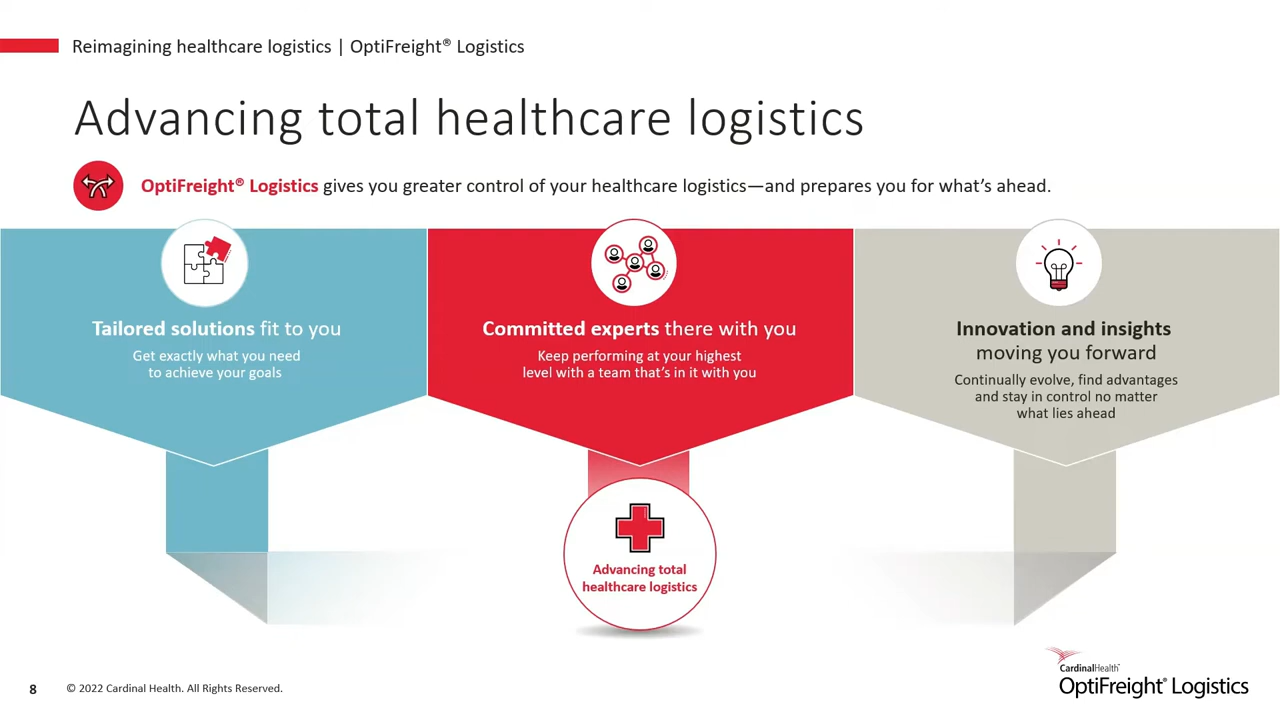 Reimagining healthcare logistics | OptiFreight® Logistics
Advancing total healthcare logistics
OptiFreight® Logistics gives you greater control of your healthcare logistics—and prepares you for what's ahead.
Tailored solutions fit to you
Get exactly what you need
to achieve your goals
Committed experts there with you
Keep performing at your highest
level with a team that's in it with you
Innovation and insights
moving you forward
Continually evolve, find advantages
and stay in control no matter
what lies ahead
Advancing total
healthcare logistics
8
© 2022 Cardinal Health. All Rights Reserved.
CardinalHealth™
OptiFreight® Logistics